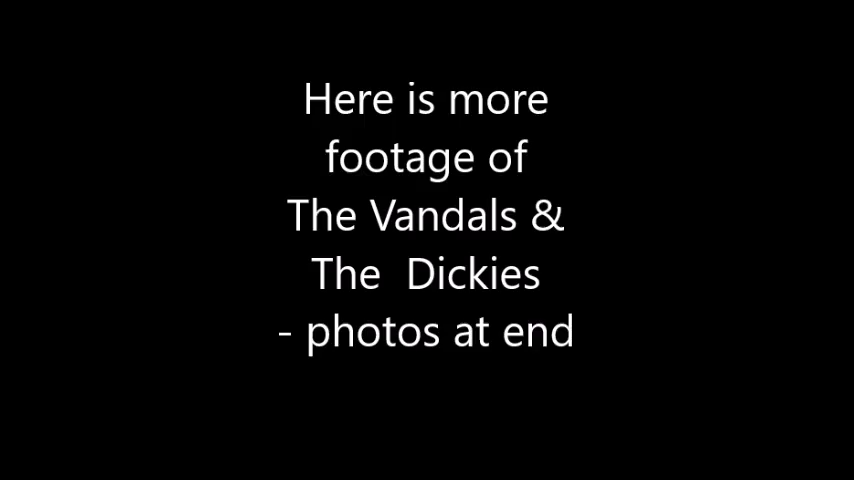 Here is more
footage of
The Vandals &
The  Dickies
- photos at end